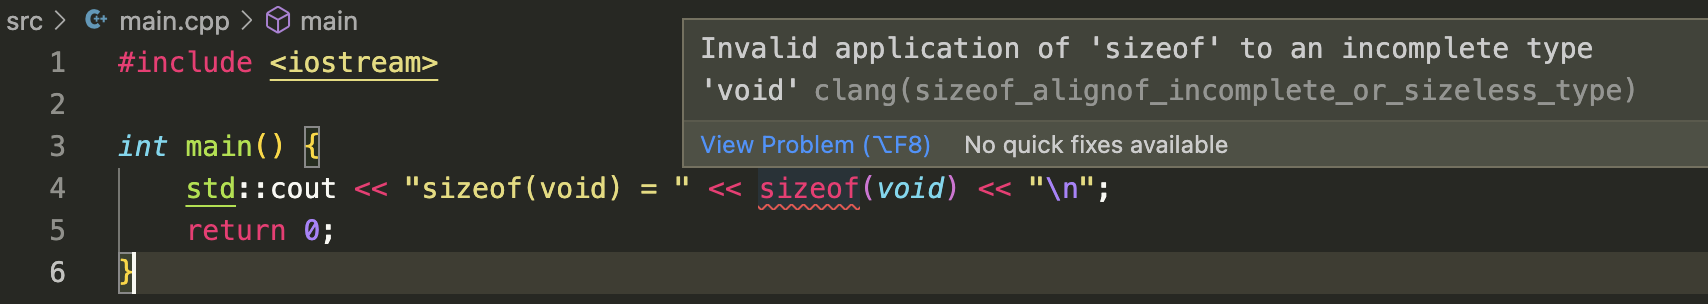 src > main.cpp > main
Invalid application of 'sizeof' to an incomplete type
'void' clang(sizeof_alignof_incomplete_or_sizeless_type)
View Problem (⌥F8) No quick fixes available
1 #include <iostream>
2
3 int main() {
4 std::cout << "sizeof(void) = " << sizeof(void) << "\n";
5 return 0;
6 }